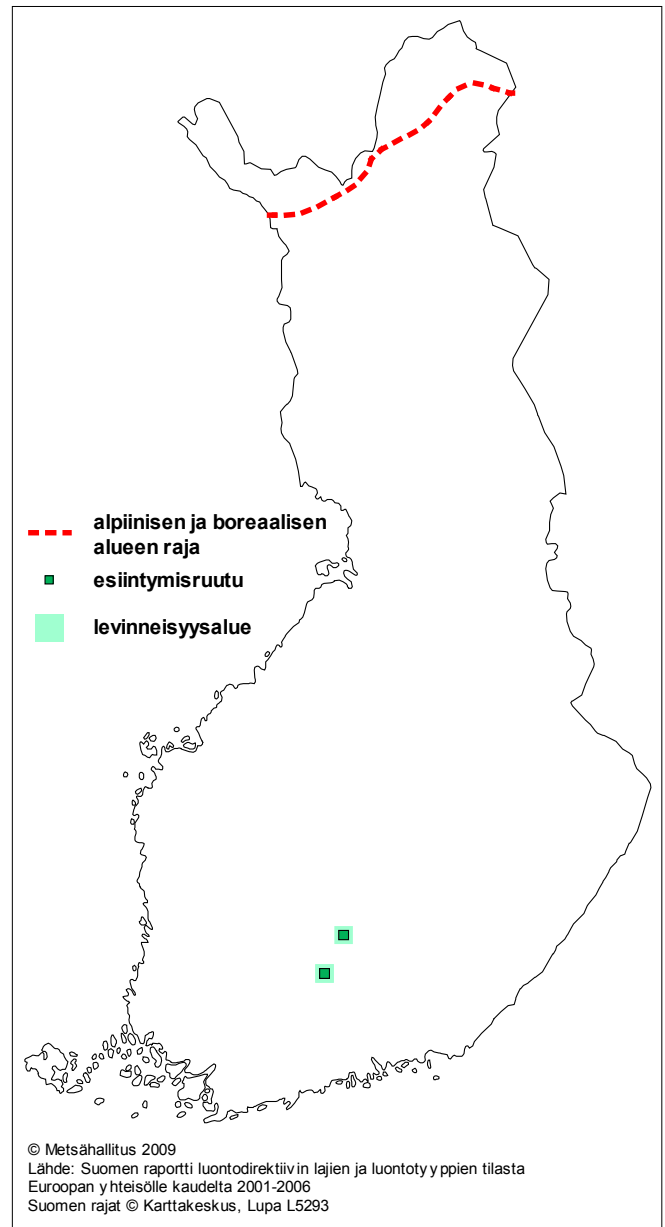 alpiinisen ja boreaalisen
alueen raja
esiintymisruutu
levinneisyysalue
© Metsähallitus 2009
Lähde: Suomen raportti luontodirektiivin lajien ja luontotyyppien tilasta
Euroopan yhteisölle kaudelta 2001-2006
Suomen rajat © Karttakeskus, Lupa L5293